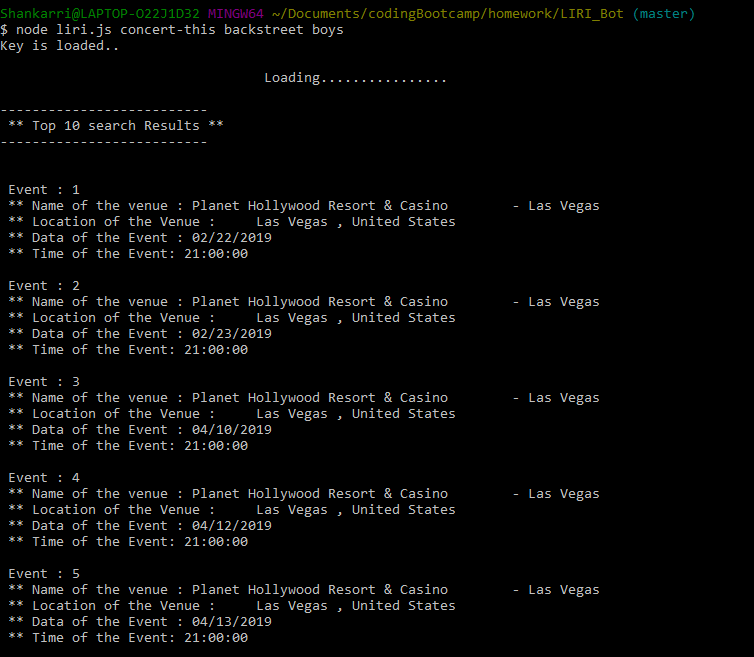 Shankarri@LAPTOP-O22J1D32 MINGW64 ~/Documents/codingBootcamp/homework/LIRI_Bot (master)
$ node liri.js concert-this backstreet boys
Key is loaded..
Loading................
--------------------------
** Top 10 search Results **
--------------------------
Event : 1
** Name of the venue : Planet Hollywood Resort & Casino        - Las Vegas
** Location of the Venue :     Las Vegas , United States
** Data of the Event : 02/22/2019
** Time of the Event: 21:00:00
Event : 2
** Name of the venue : Planet Hollywood Resort & Casino        - Las Vegas
** Location of the Venue :     Las Vegas , United States
** Data of the Event : 02/23/2019
** Time of the Event: 21:00:00
Event : 3
** Name of the venue : Planet Hollywood Resort & Casino        - Las Vegas
** Location of the Venue :     Las Vegas , United States
** Data of the Event : 04/10/2019
** Time of the Event: 21:00:00
Event : 4
** Name of the venue : Planet Hollywood Resort & Casino        - Las Vegas
** Location of the Venue :     Las Vegas , United States
** Data of the Event : 04/12/2019
** Time of the Event: 21:00:00
Event : 5
** Name of the venue : Planet Hollywood Resort & Casino        - Las Vegas
** Location of the Venue :     Las Vegas , United States
** Data of the Event : 04/13/2019
** Time of the Event: 21:00:00